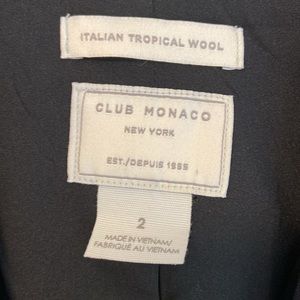 ITALIAN TROPICAL WOOL
CLUB MONACO
NEW YORK
EST./DEPUIS 1985
2
MADE IN VIETNAM/
FABRIQUÉ AU VIETNAM